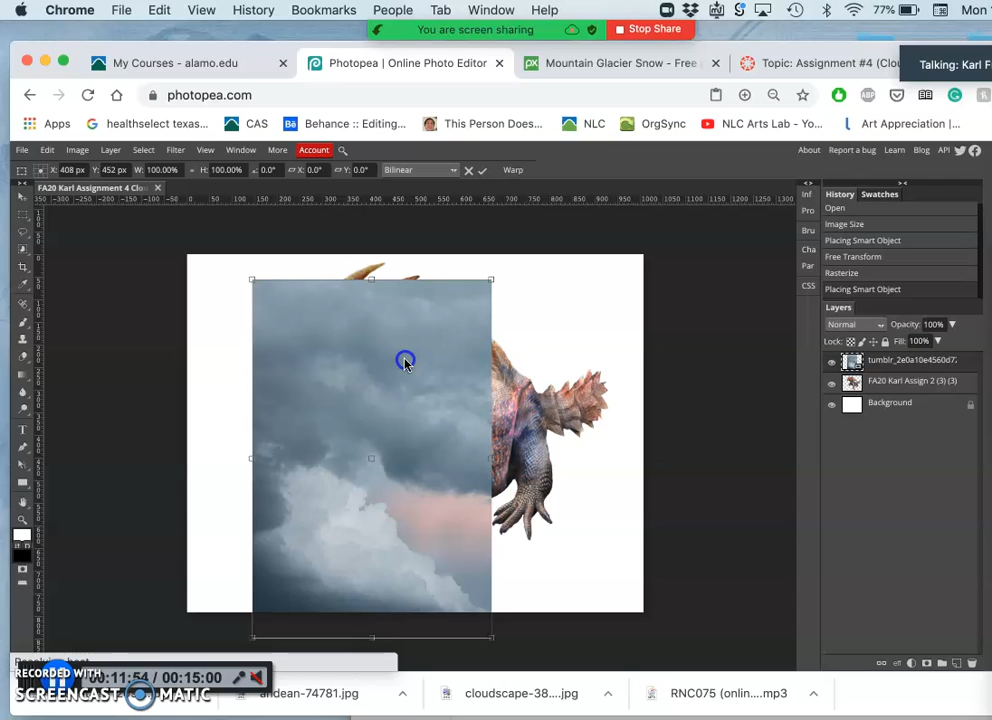 Chrome File Edit View History Bookmarks People Tab Window Help 77% Mon
You are screen sharing Stop Share
My Courses - alamo.edu Photopea | Online Photo Editor Mountain Glacier Snow - Free Topic: Assignment #4 (Clou Talking: Karl F
photopea.com
Apps healthselect texas... CAS Behance :: Editing... This Person Does... NLC OrgSync NLC Arts Lab - Yo... Art Appreciation |...
File Edit Image Layer Select Filter View Window More Account About Report a bug Learn Blog API
X: 408 px Y: 452 px W: 100.00% H: 100.00% : 0.0° X: 0.0° Y: 0.0° Bilinear Warp
FA20 Karl Assignment 4 Clo
History Swatches
Inf Open
Pro Image Size
Bru Placing Smart Object
Cha Free Transform
Par Rasterize
CSS Placing Smart Object
Layers
Normal Opacity: 100%
Lock: Fill: 100%
tumblr_2e0a10e4560d7
FA20 Karl Assign 2 (3) (3)
Background
RECORDED WITH
SCREENCAST MATIC
00:11:54 / 00:15:00
andean-74781.jpg cloudscape-38....jpg RNC075 (onlin....mp3